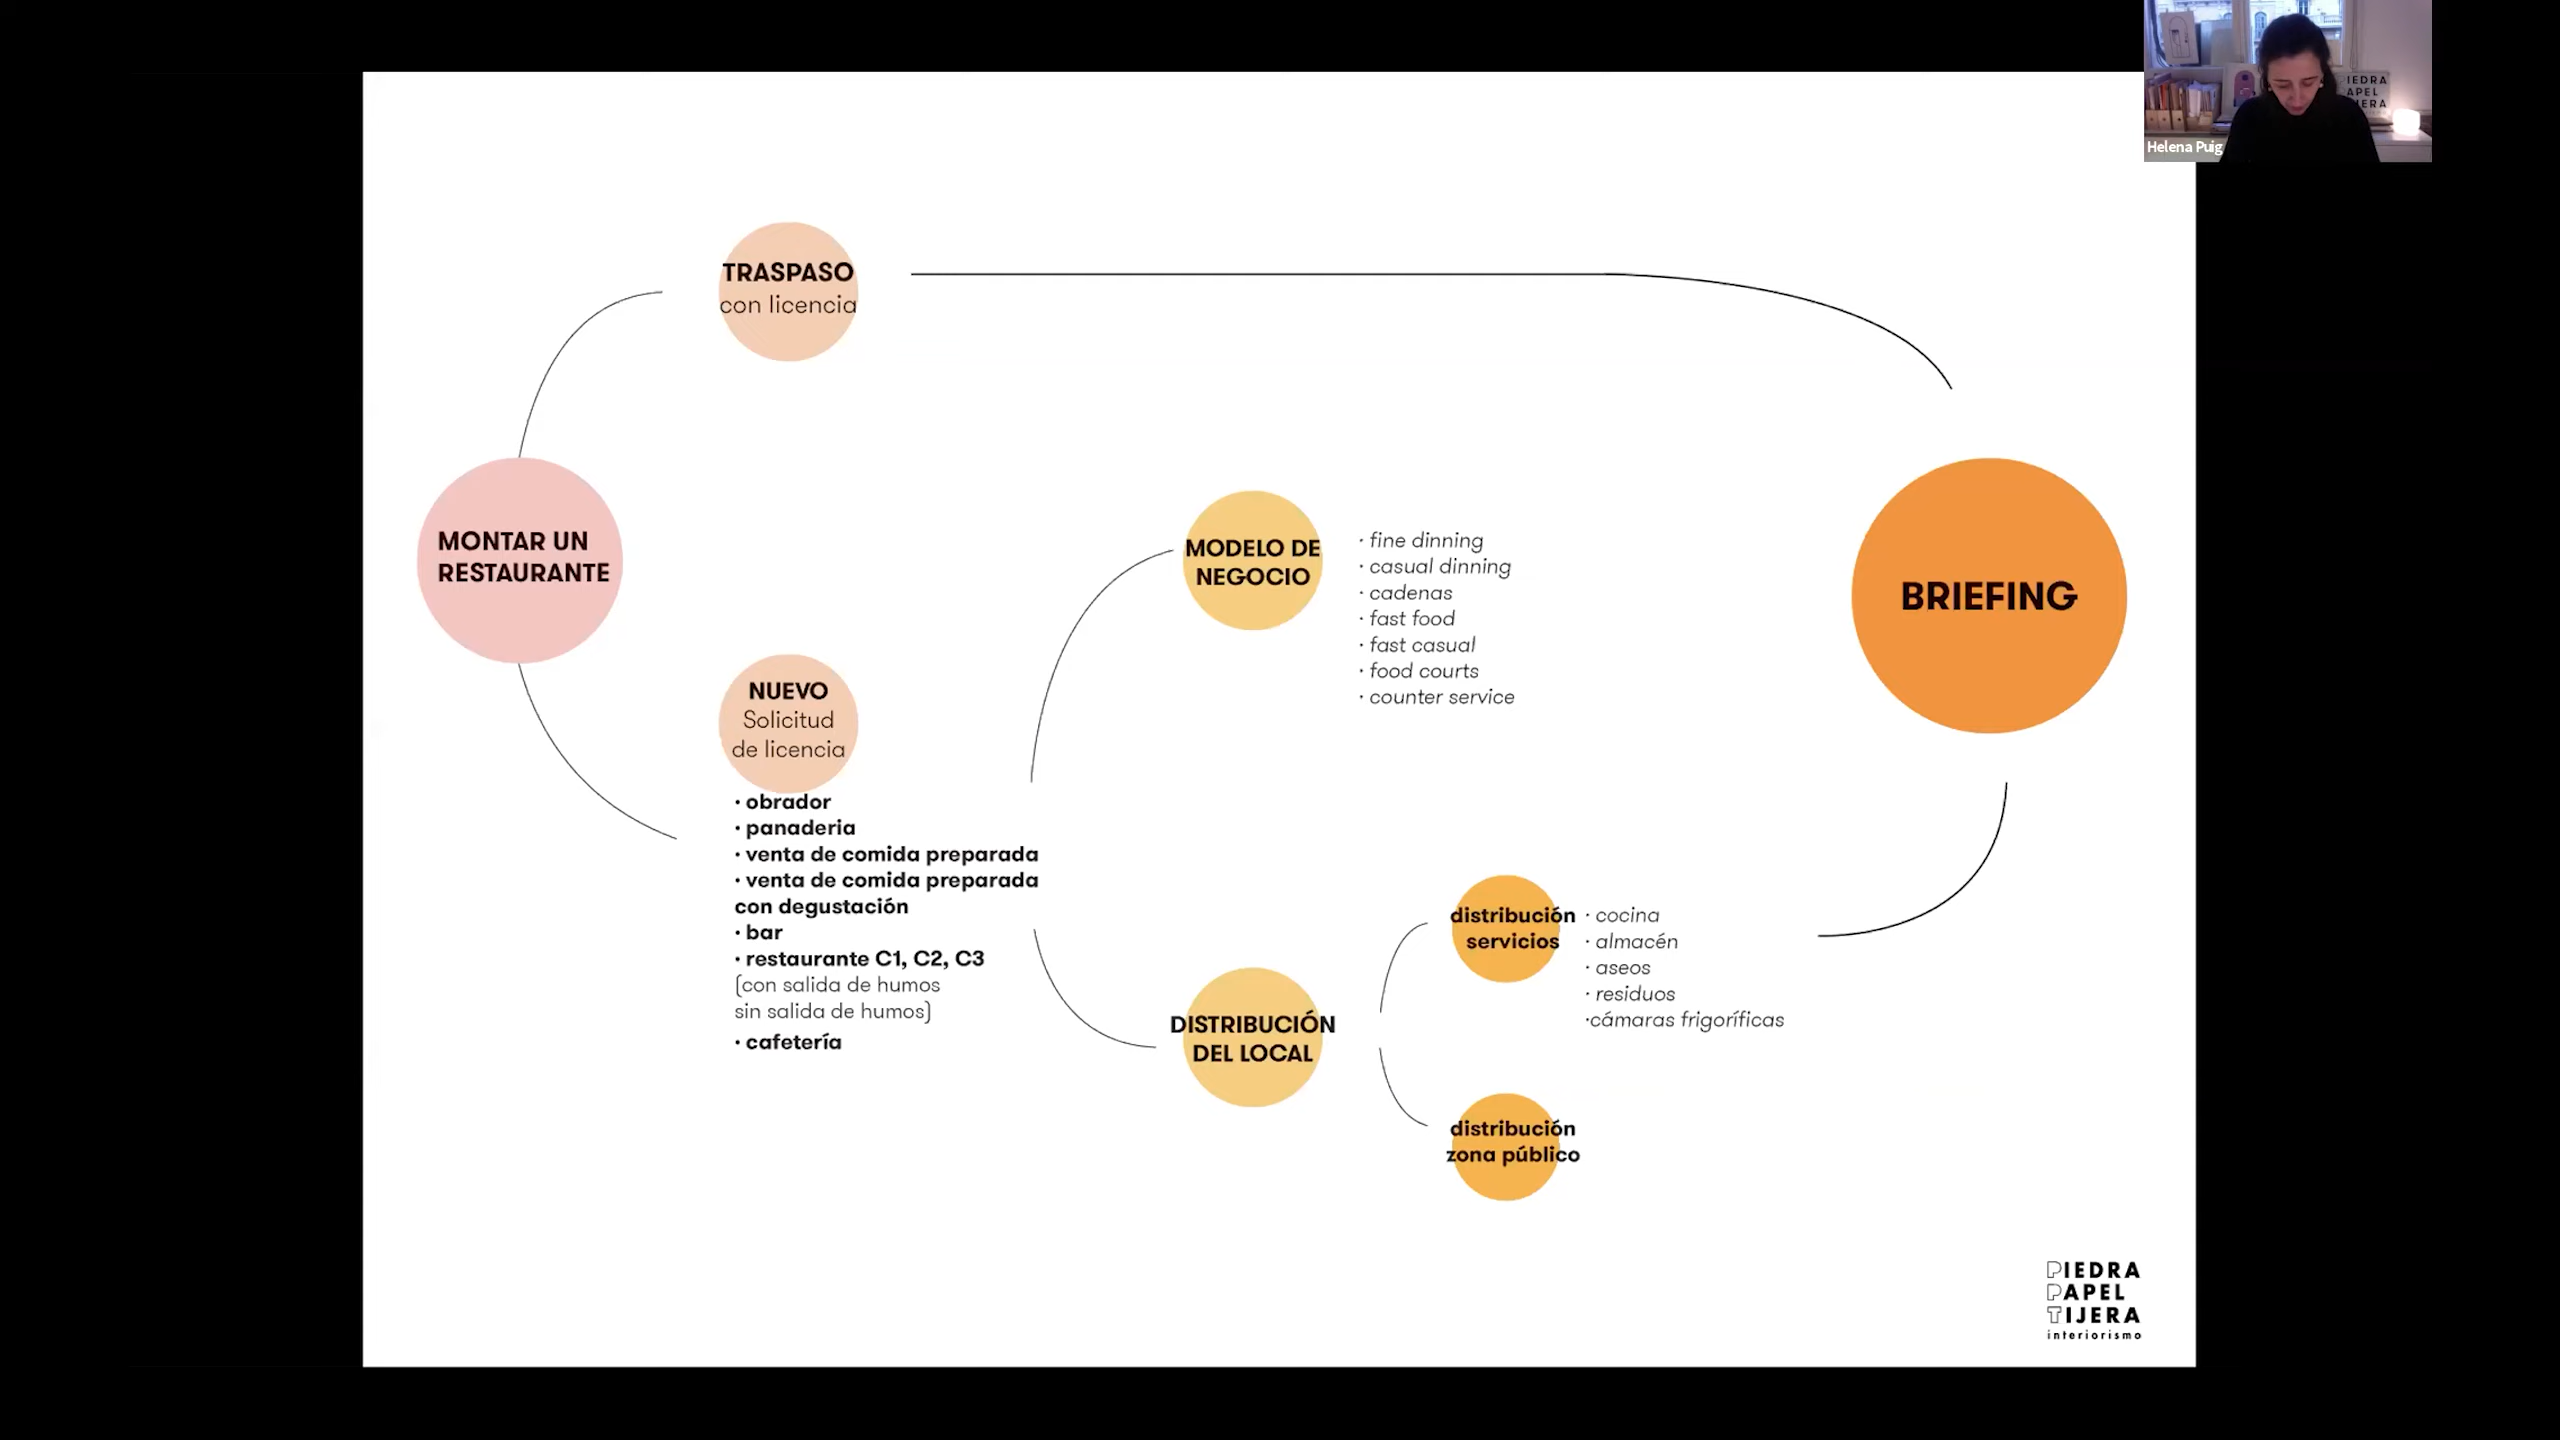 IEDRA
APEL
IJERA
Helena Puig
TRASPASO
con licencia
MONTAR UN
RESTAURANTE
NUEVO
Solicitud
de licencia
· obrador
· panaderia
· venta de comida preparada
· venta de comida preparada
con degustación
· bar
· restaurante C1, C2, C3
(con salida de humos
sin salida de humos)
· cafetería
MODELO DE
NEGOCIO
· fine dinning
· casual dinning
· cadenas
· fast food
· fast casual
· food courts
· counter service
DISTRIBUCIÓN
DEL LOCAL
distribución
servicios
· cocina
· almacén
· aseos
· residuos
·cámaras frigoríficas
distribución
zona público
BRIEFING
PIEDRA
PAPEL
TIJERA
interiorismo